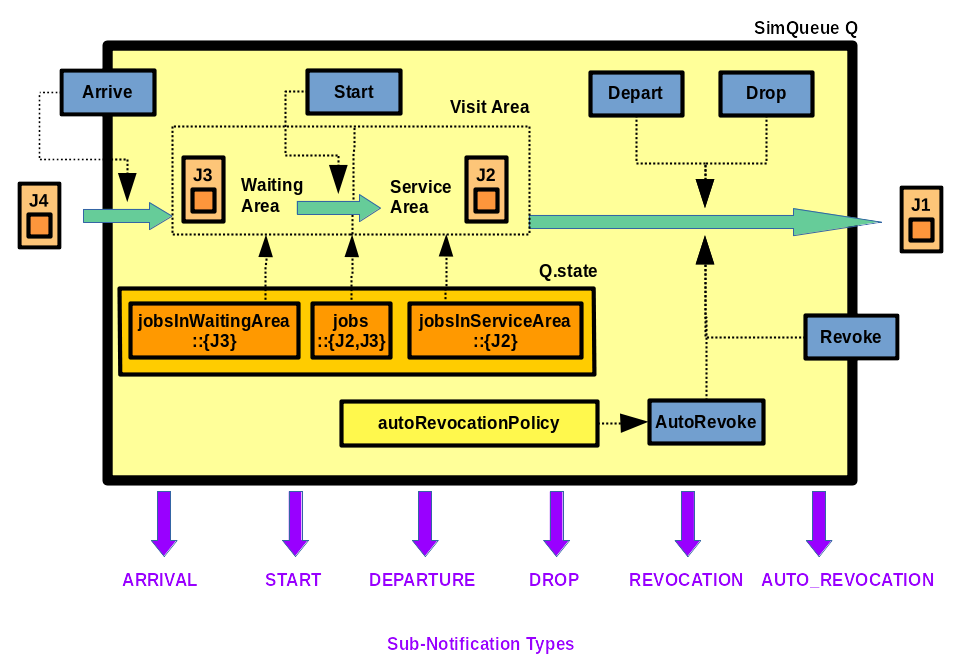 SimQueue Q
Arrive
Start
Depart
Drop
Visit Area
J3
Waiting
Area
Service
Area
J2
J4
J1
Q.state
jobsInWaitingArea
::{J3}
jobs
::{J2,J3}
jobsInServiceArea
::{J2}
Revoke
autoRevocationPolicy
AutoRevoke
ARRIVAL
START
DEPARTURE
DROP
REVOCATION
AUTO_REVOCATION
Sub-Notification Types